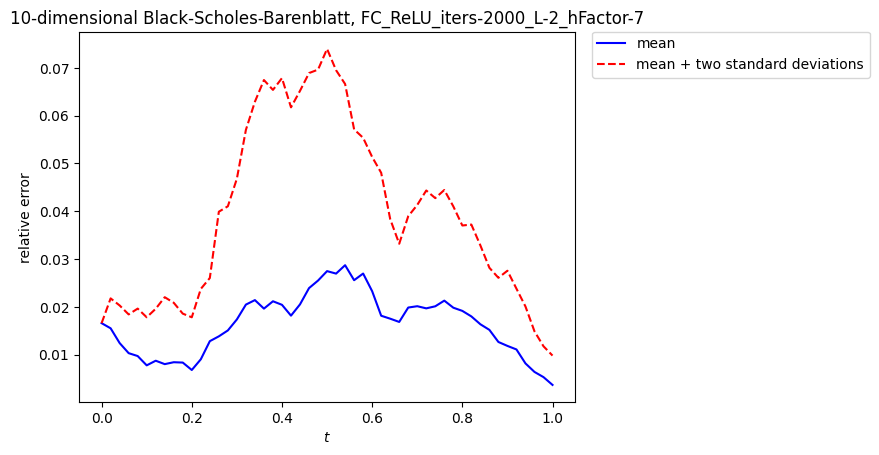 10-dimensional Black-Scholes-Barenblatt, FC_ReLU_iters-2000_L-2_hFactor-7
mean
mean + two standard deviations
0.07
0.06
0.05
0.04
0.03
0.02
0.01
relative error
0.0 0.2 0.4 0.6 0.8 1.0
t